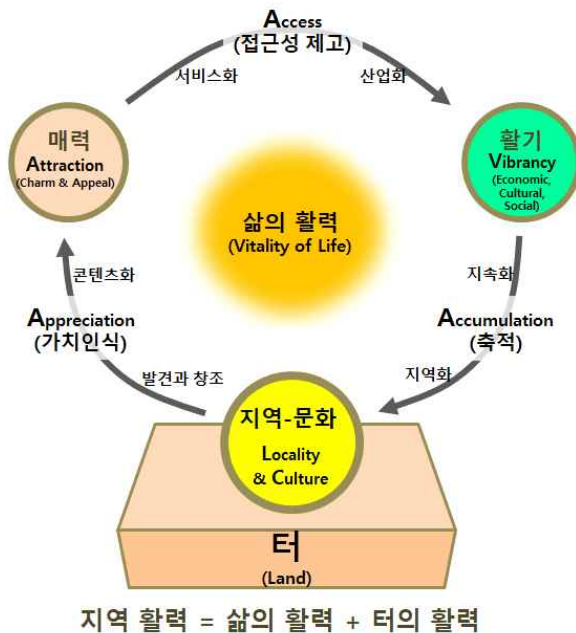 Access
(접근성 제고)
서비스화
산업화
매력
Attraction
(Charm & Appeal)
활기
Vibrancy
(Economic,
Cultural,
Social)
삶의 활력
(Vitality of Life)
콘텐츠화
지속화
Appreciation
(가치인식)
Accumulation
(축적)
발견과 창조
지역화
지역-문화
Locality
& Culture
터
(Land)
지역 활력 = 삶의 활력 + 터의 활력